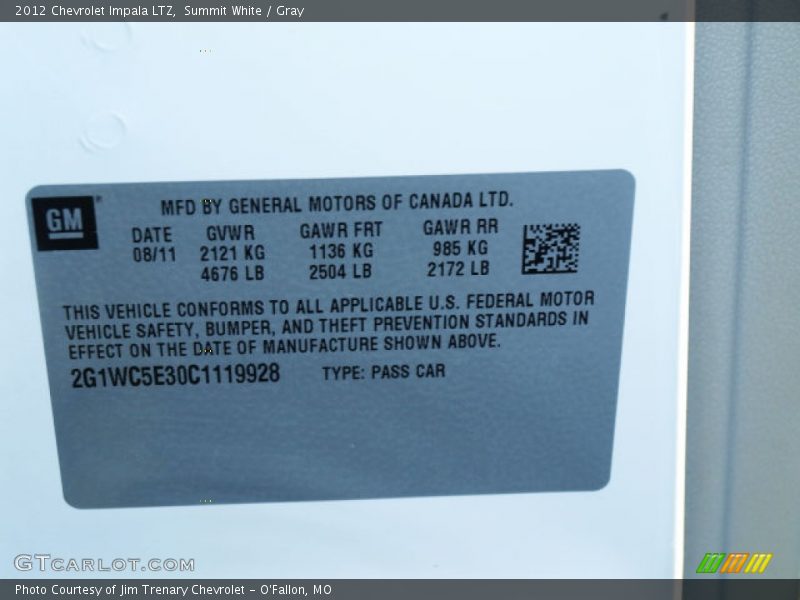 2012 Chevrolet Impala LTZ,  Summit White / Gray
GM
MFD BY GENERAL MOTORS OF CANADA LTD.
DATE GVWR GAWR FRT GAWR RR
08/11 2121 KG 1136 KG 985 KG
4676 LB 2504 LB 2172 LB
THIS VEHICLE CONFORMS TO ALL APPLICABLE U.S. FEDERAL MOTOR
VEHICLE SAFETY, BUMPER, AND THEFT PREVENTION STANDARDS IN
EFFECT ON THE DATE OF MANUFACTURE SHOWN ABOVE.
2G1WC5E30C1119928 TYPE: PASS CAR
GTCARLOT.COM
Photo Courtesy of Jim Trenary Chevrolet - O'Fallon, MO